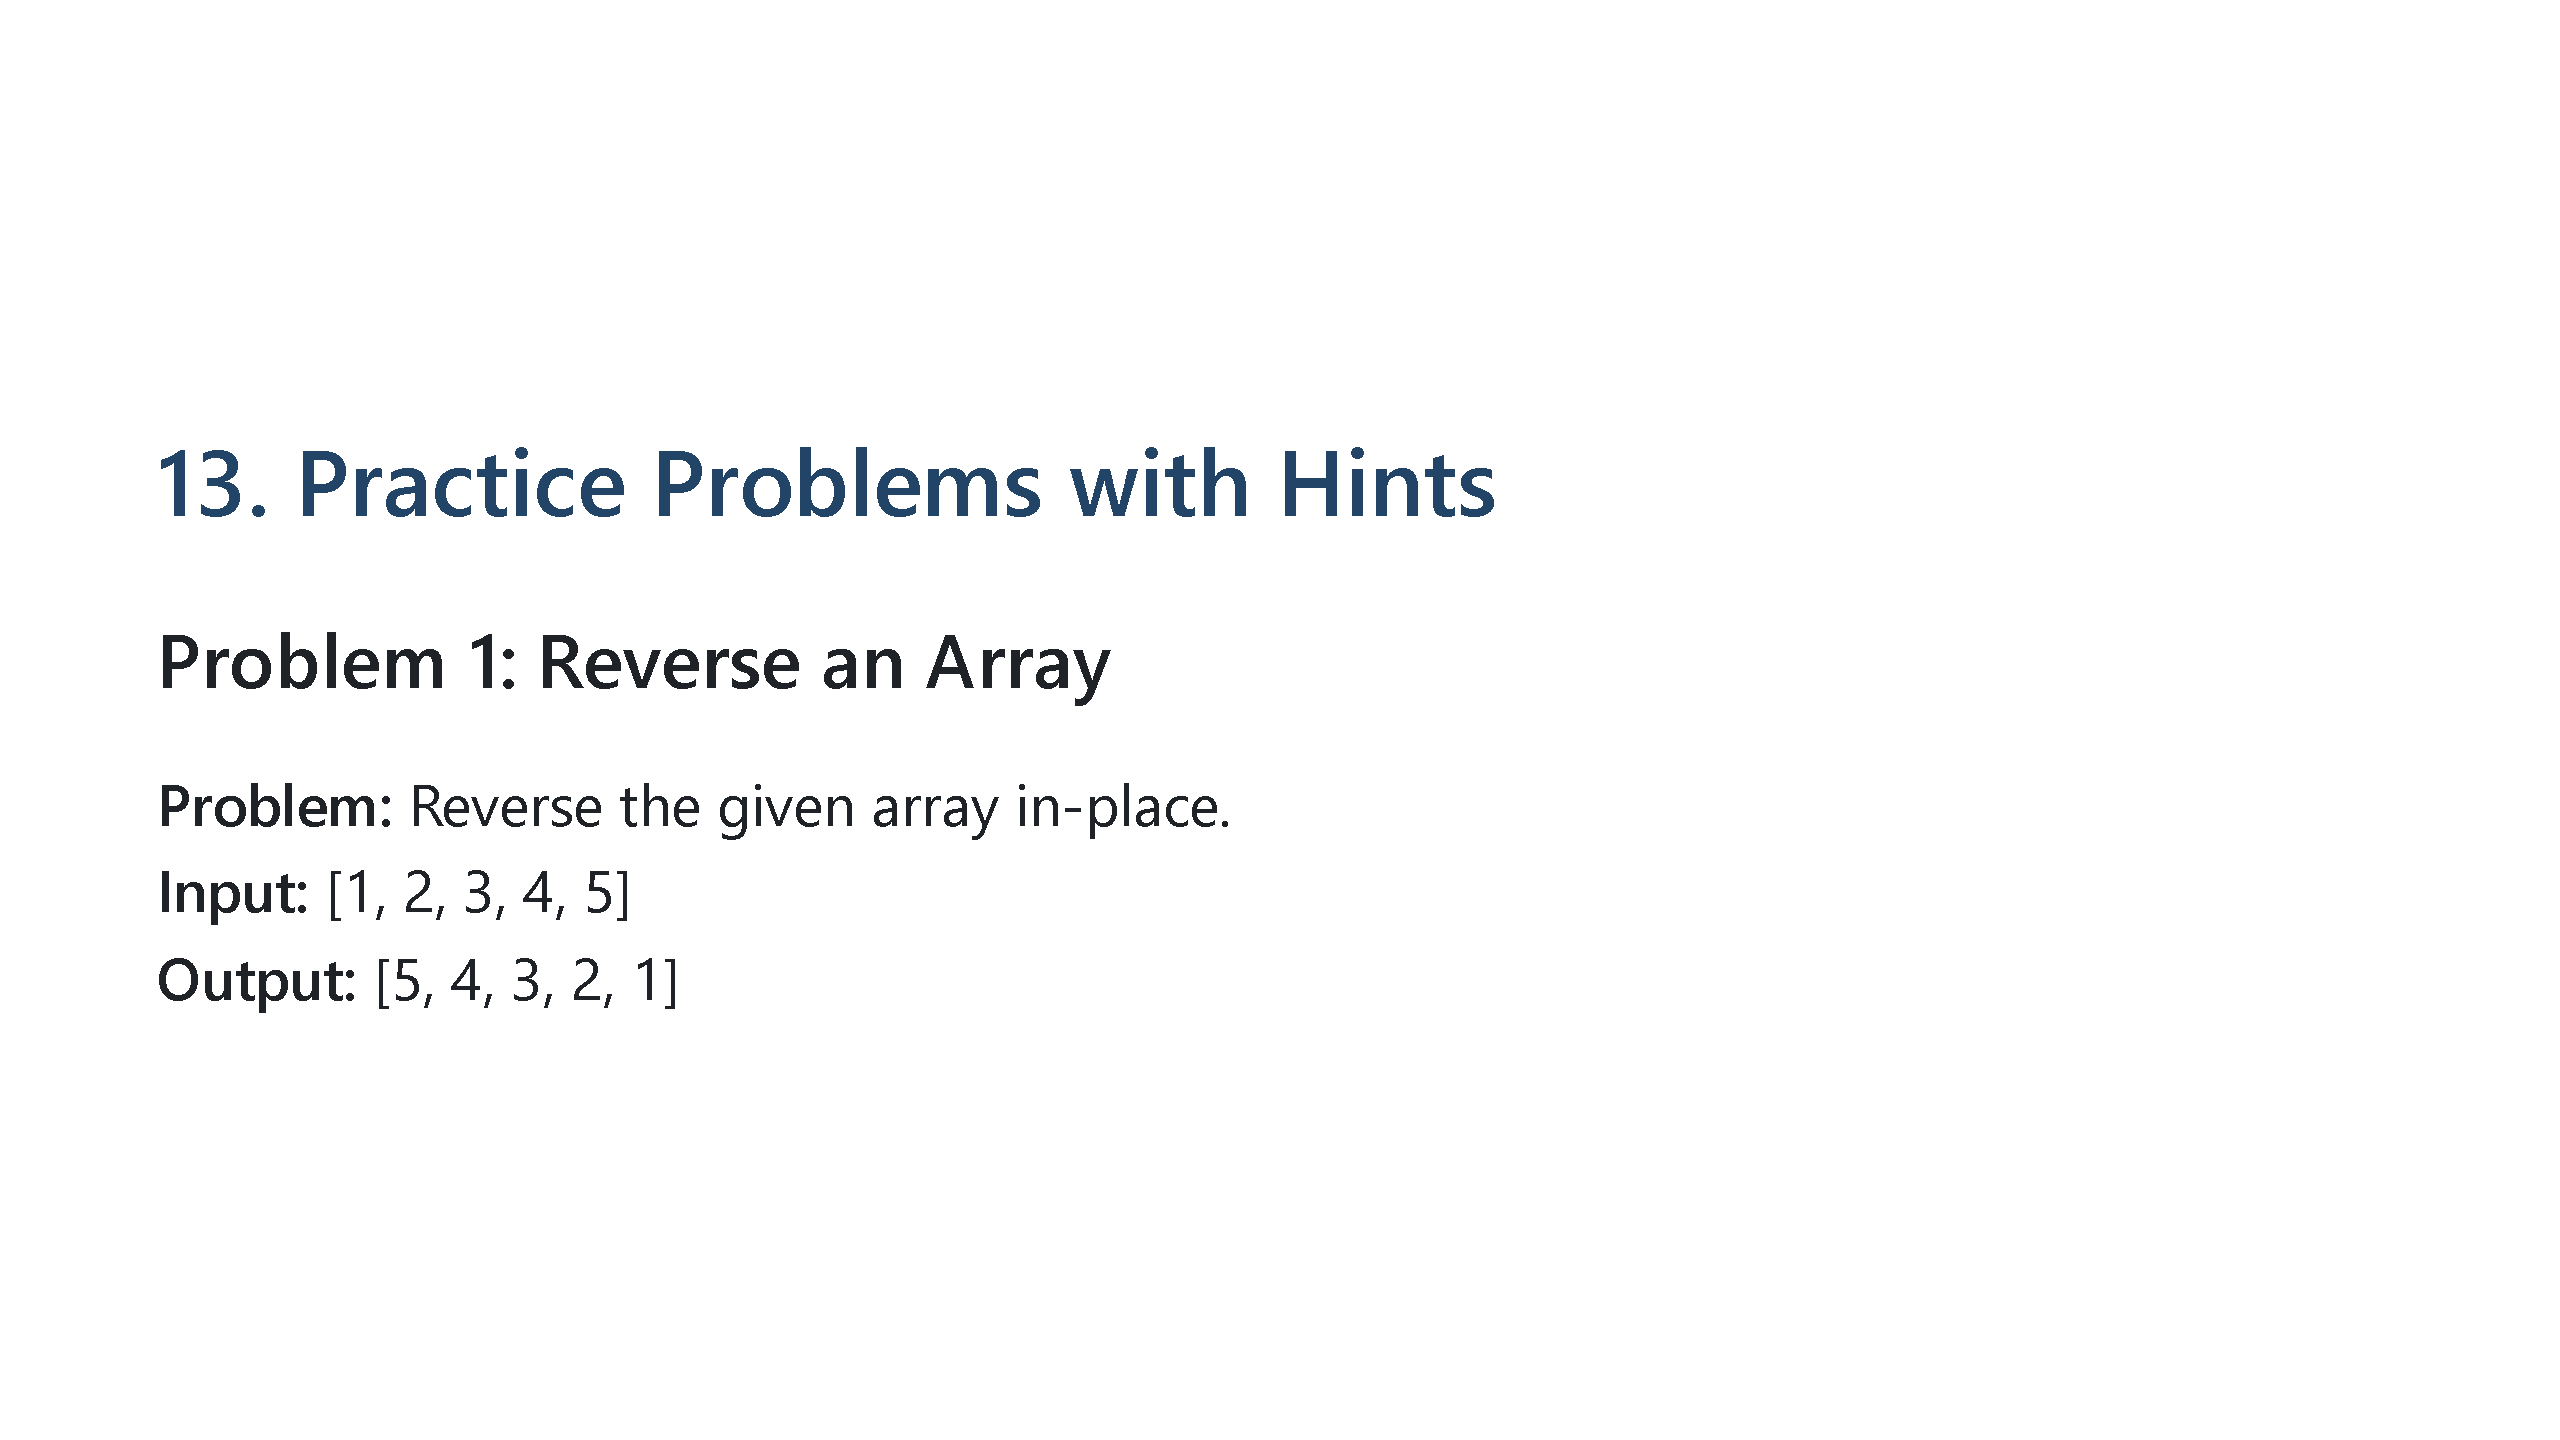 13. Practice Problems with Hints
Problem 1: Reverse an Array
Problem: Reverse the given array in-place.
Input: [1, 2, 3, 4, 5]
Output: [5, 4, 3, 2, 1]